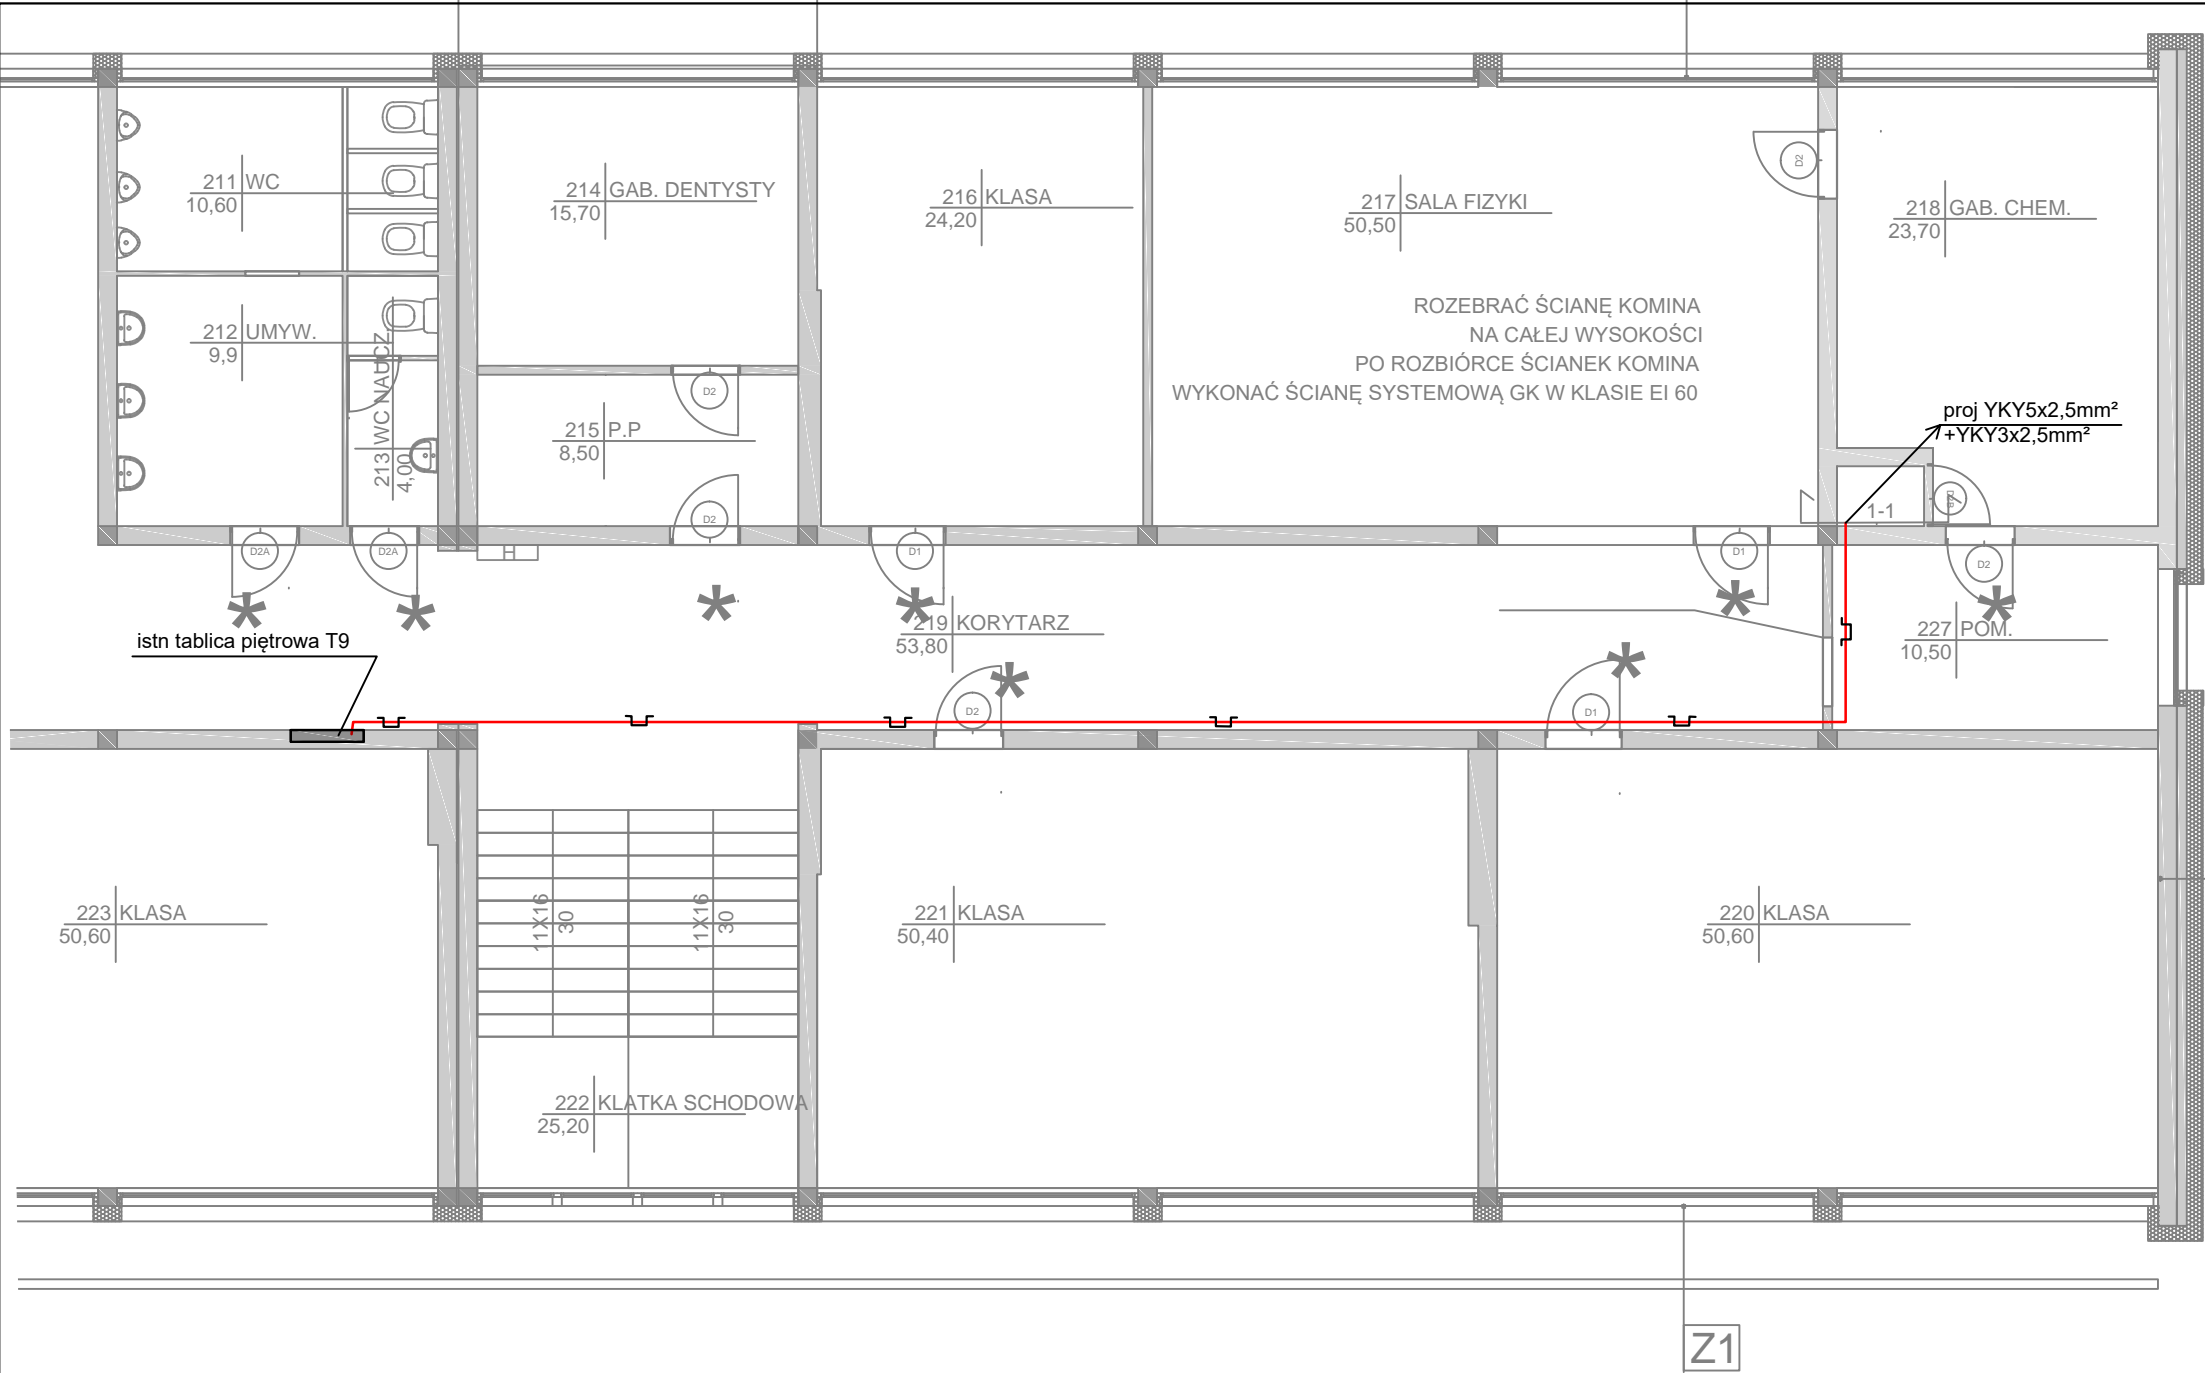 211 WC
10,60
214 GAB. DENTYSTY
15,70
216 KLASA
24,20
217 SALA FIZYKI
50,50
D2
218 GAB. CHEM.
23,70
212 UMYW.
9,9
213 WC NAUCZ.
4,00
D2
215 P.P
8,50
D2
ROZEBRAĆ ŚCIANĘ KOMINA
NA CAŁEJ WYSOKOŚCI
PO ROZBIÓRCE ŚCIANEK KOMINA
WYKONAĆ ŚCIANĘ SYSTEMOWĄ GK W KLASIE EI 60
proj YKY5x2,5mm²
+YKY3x2,5mm²
1-1
D2A
D2A
H
D1
D1
D2
istn tablica piętrowa T9
219 KORYTARZ
53,80
227 POM.
10,50
D2
D1
223 KLASA
50,60
11X16
30
11X16
30
221 KLASA
50,40
220 KLASA
50,60
222 KLATKA SCHODOWA
25,20
Z1